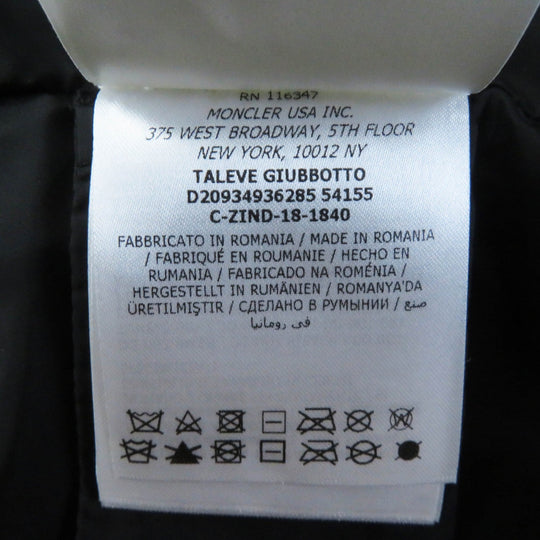 RN 116347
MONCLER USA INC.
375 WEST BROADWAY, 5TH FLOOR
NEW YORK, 10012 NY
TALEVE GIUBBOTTO
D20934936285 54155
C-ZIND-18-1840
FABBRICATO IN ROMANIA / MADE IN ROMANIA
/ FABRIQUÉ EN ROUMANIE / HECHO EN
RUMANIA / FABRICADO NA ROMÉNIA /
HERGESTELLT IN RUMÄNIEN / ROMANYA'DA
ÜRETILMIŞTIR / СДЕЛАНО В РУМЫНИИ / صنع
في رومانيا